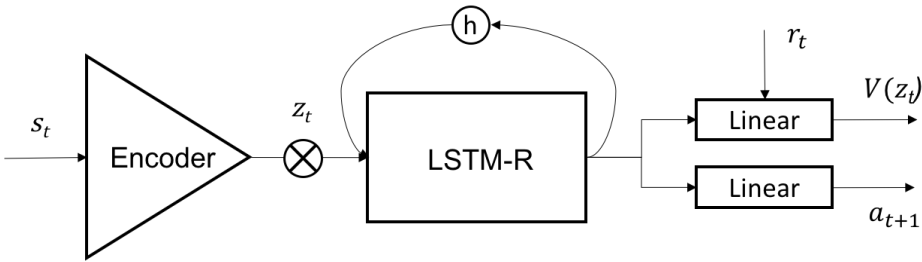 s_t
Encoder
z_t
h
LSTM-R
r_t
Linear
V(z_t)
Linear
a_{t+1}